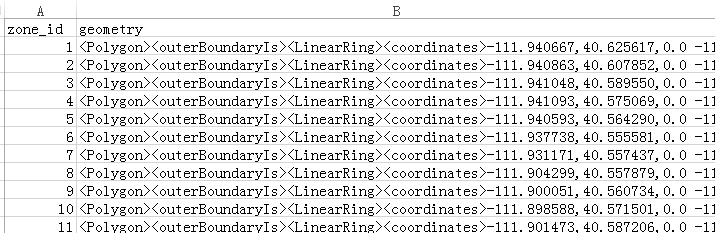 A B
zone_id geometry
1 <Polygon><outerBoundaryIs><LinearRing><coordinates>-111.940667,40.625617,0.0 -11
2 <Polygon><outerBoundaryIs><LinearRing><coordinates>-111.940863,40.607852,0.0 -11
3 <Polygon><outerBoundaryIs><LinearRing><coordinates>-111.941048,40.589550,0.0 -11
4 <Polygon><outerBoundaryIs><LinearRing><coordinates>-111.941093,40.575069,0.0 -11
5 <Polygon><outerBoundaryIs><LinearRing><coordinates>-111.940593,40.564290,0.0 -11
6 <Polygon><outerBoundaryIs><LinearRing><coordinates>-111.937738,40.555581,0.0 -11
7 <Polygon><outerBoundaryIs><LinearRing><coordinates>-111.931171,40.557437,0.0 -11
8 <Polygon><outerBoundaryIs><LinearRing><coordinates>-111.904299,40.557879,0.0 -11
9 <Polygon><outerBoundaryIs><LinearRing><coordinates>-111.900051,40.560734,0.0 -11
10 <Polygon><outerBoundaryIs><LinearRing><coordinates>-111.898588,40.571501,0.0 -11
11 <Polygon><outerBoundaryIs><LinearRing><coordinates>-111.901473,40.587206,0.0 -11